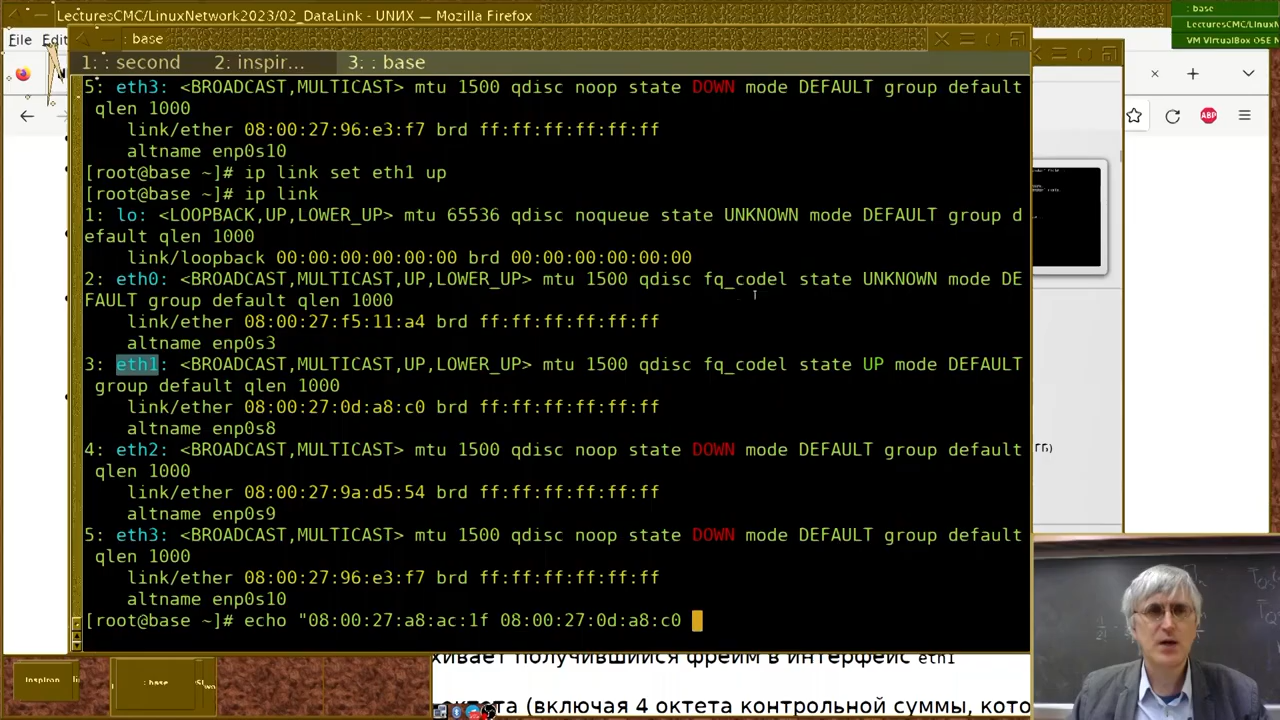 LecturesCMC/LinuxNetwork2023/02_DataLink - UNИX — Mozilla Firefox
: base
LecturesCMC/Linux
VM VirtualBox OSE
File Edit
: base
1: : second 2: inspir... 3: : base
5: eth3: <BROADCAST,MULTICAST> mtu 1500 qdisc noop state DOWN mode DEFAULT group default
qlen 1000
link/ether 08:00:27:96:e3:f7 brd ff:ff:ff:ff:ff:ff
altname enp0s10
[root@base ~]# ip link set eth1 up
[root@base ~]# ip link
1: lo: <LOOPBACK,UP,LOWER_UP> mtu 65536 qdisc noqueue state UNKNOWN mode DEFAULT group d
efault qlen 1000
link/loopback 00:00:00:00:00:00 brd 00:00:00:00:00:00
2: eth0: <BROADCAST,MULTICAST,UP,LOWER_UP> mtu 1500 qdisc fq_codel state UNKNOWN mode DE
FAULT group default qlen 1000
link/ether 08:00:27:f5:11:a4 brd ff:ff:ff:ff:ff:ff
altname enp0s3
3: eth1: <BROADCAST,MULTICAST,UP,LOWER_UP> mtu 1500 qdisc fq_codel state UP mode DEFAULT
group default qlen 1000
link/ether 08:00:27:0d:a8:c0 brd ff:ff:ff:ff:ff:ff
altname enp0s8
4: eth2: <BROADCAST,MULTICAST> mtu 1500 qdisc noop state DOWN mode DEFAULT group default
qlen 1000
link/ether 08:00:27:9a:d5:54 brd ff:ff:ff:ff:ff:ff
altname enp0s9
5: eth3: <BROADCAST,MULTICAST> mtu 1500 qdisc noop state DOWN mode DEFAULT group default
qlen 1000
link/ether 08:00:27:96:e3:f7 brd ff:ff:ff:ff:ff:ff
altname enp0s10
[root@base ~]# echo "08:00:27:a8:ac:1f 08:00:27:0d:a8:c0
ABP
ГБ)
получившийся фрейм в интерфейс eth1
(включая 4 октета контрольной суммы, кото
Inspiron
: base